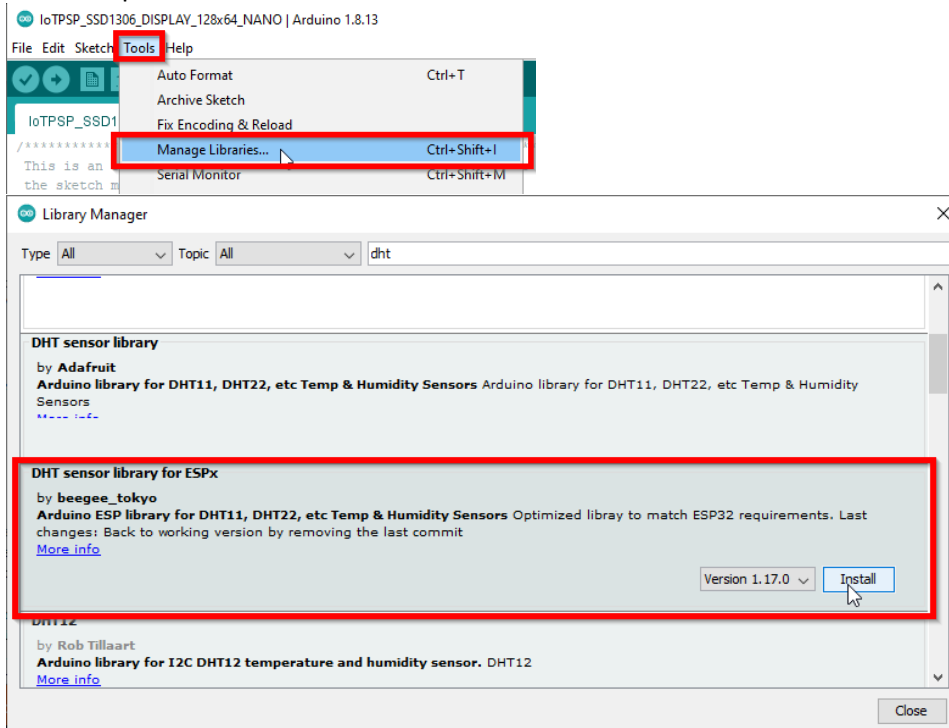 IoTPSP_SSD1306_DISPLAY_128x64_NANO | Arduino 1.8.13
File Edit Sketch Tools Help
Auto Format Ctrl+T
Archive Sketch
IoTPSP_SSD1
Fix Encoding & Reload
/***********
Manage Libraries... Ctrl+Shift+I
This is an
Serial Monitor Ctrl+Shift+M
the sketch m
Library Manager
Type All Topic All dht
DHT sensor library
by Adafruit
Arduino library for DHT11, DHT22, etc Temp & Humidity Sensors Arduino library for DHT11, DHT22, etc Temp & Humidity
Sensors
More info
DHT sensor library for ESPx
by beegee_tokyo
Arduino ESP library for DHT11, DHT22, etc Temp & Humidity Sensors Optimized libray to match ESP32 requirements. Last
changes: Back to working version by removing the last commit
More info
Version 1.17.0 Install
DHT12
by Rob Tillaart
Arduino library for I2C DHT12 temperature and humidity sensor. DHT12
More info
Close